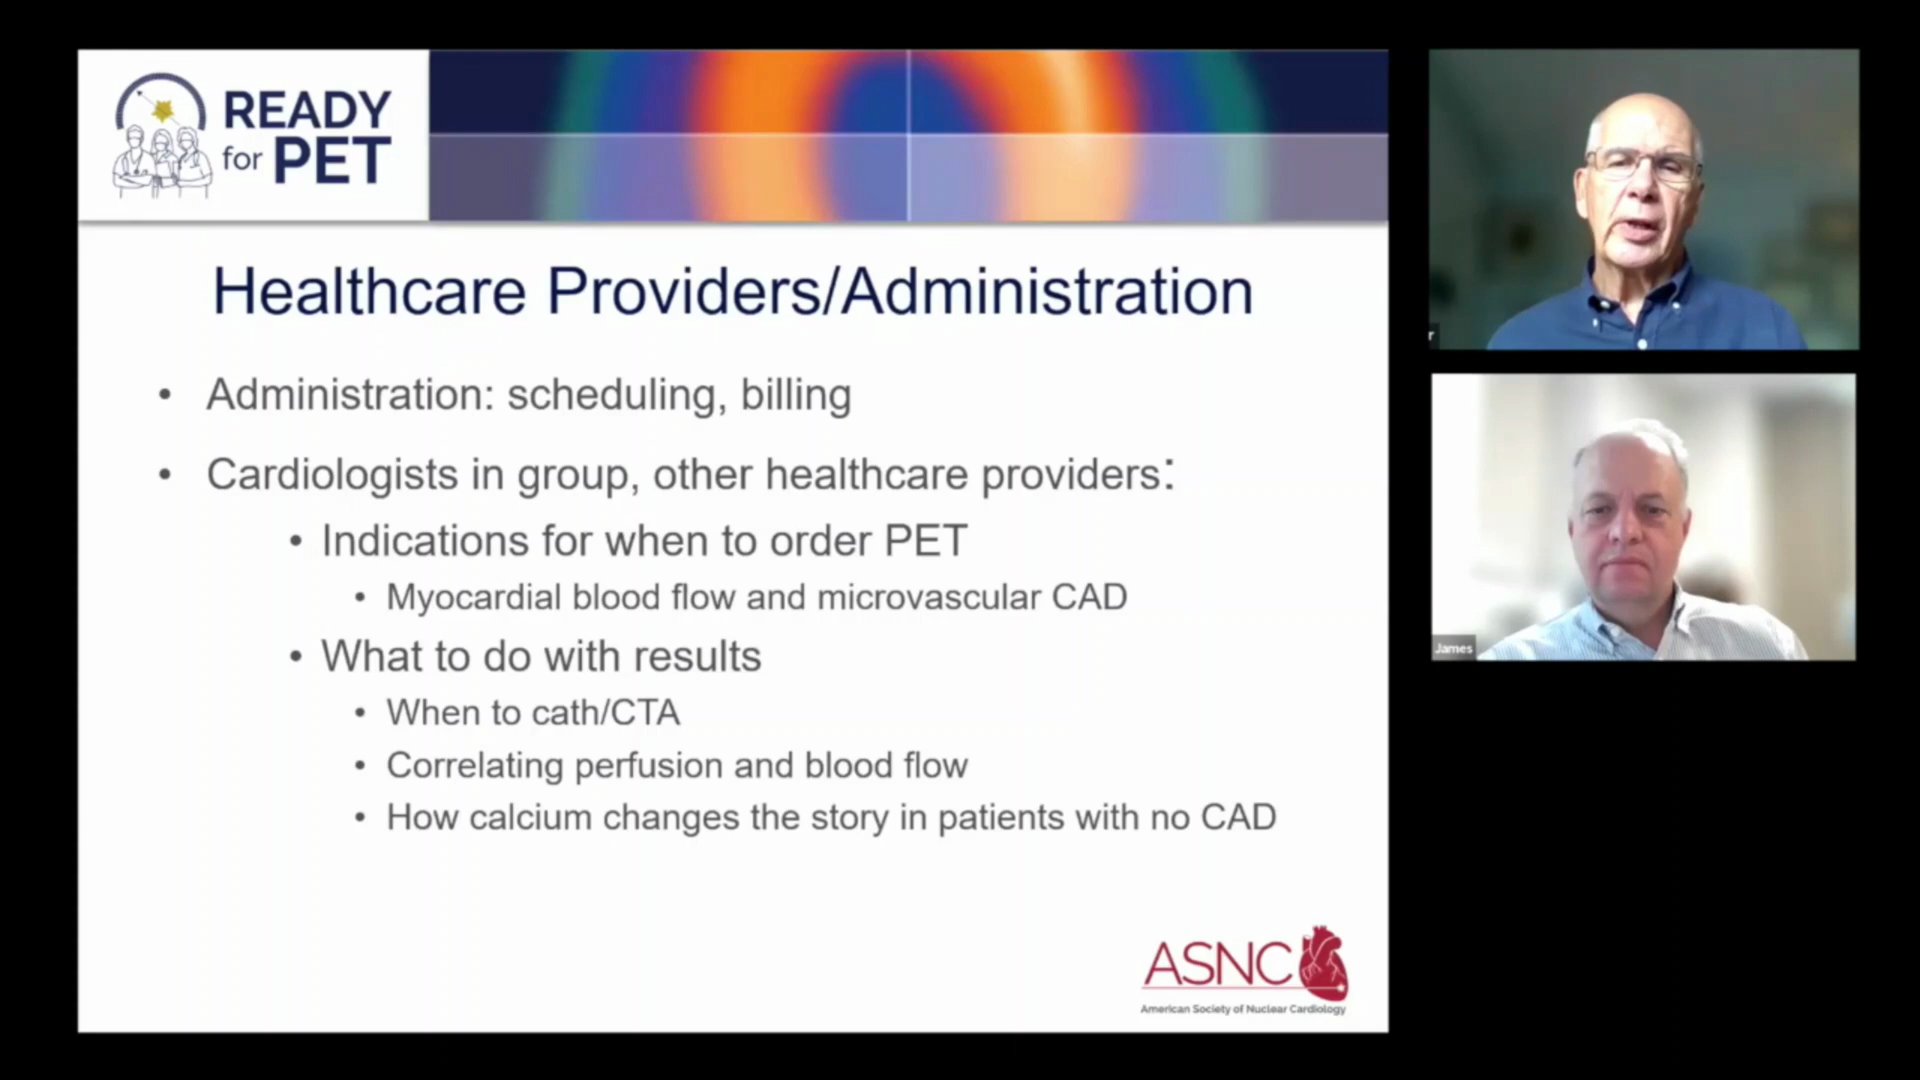 READY
for PET
Healthcare Providers/Administration
• Administration: scheduling, billing
• Cardiologists in group, other healthcare providers:
• Indications for when to order PET
• Myocardial blood flow and microvascular CAD
• What to do with results
• When to cath/CTA
• Correlating perfusion and blood flow
• How calcium changes the story in patients with no CAD
ASNC
American Society of Nuclear Cardiology
r
James